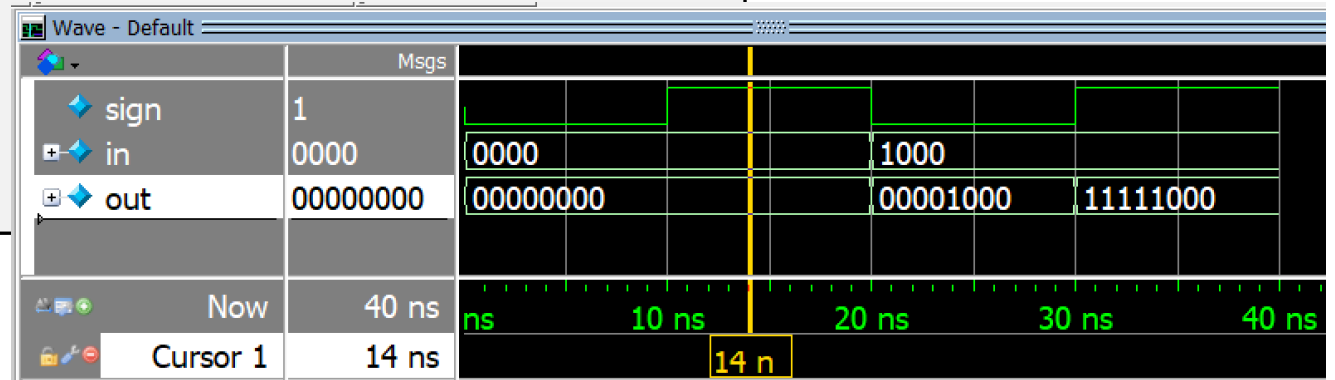 Wave - Default
Msgs
sign 1
in 0000 0000 1000
out 00000000 00000000 00001000 11111000
Now 40 ns ns 10 ns 20 ns 30 ns 40 ns
Cursor 1 14 ns 14 n